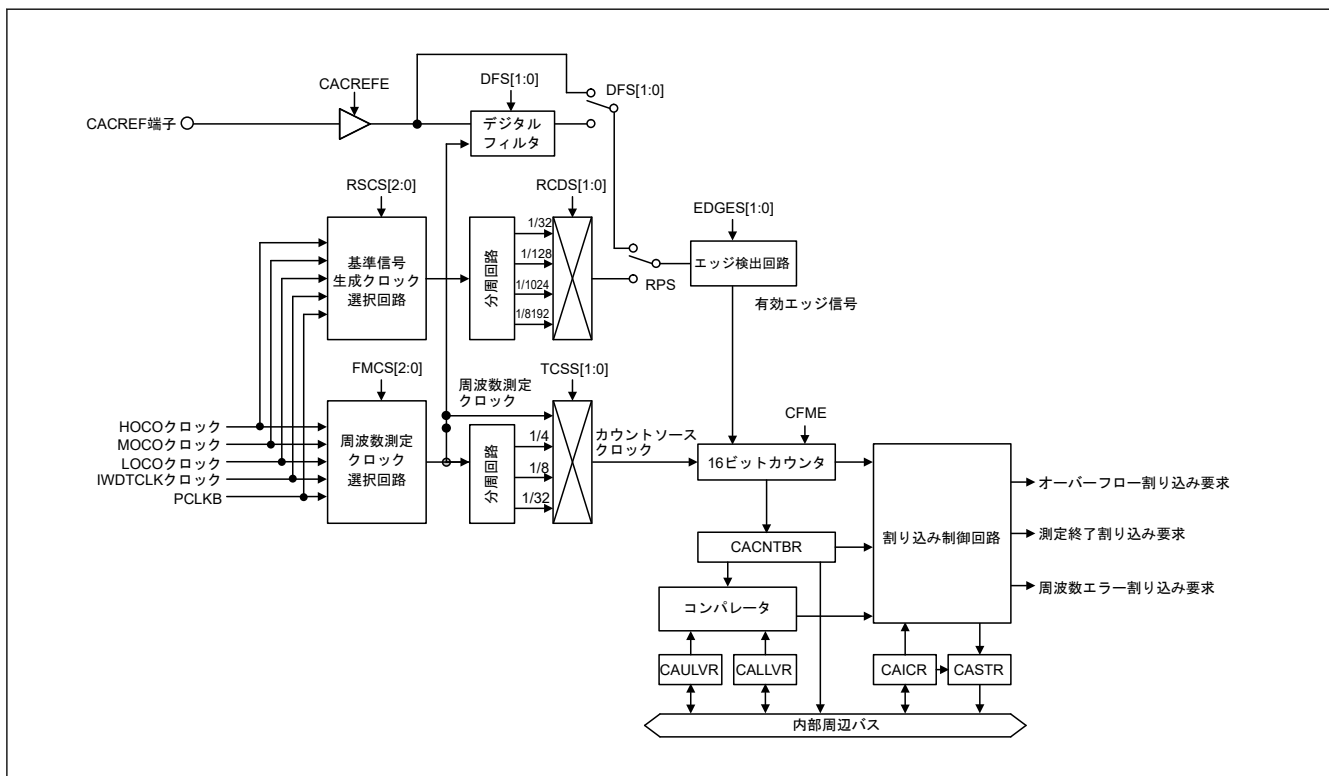 CACREFE
DFS[1:0]
DFS[1:0]
CACREF端子
デジタル
フィルタ
RSCS[2:0]
RCDS[1:0]
EDGES[1:0]
基準信号
生成クロック
選択回路
分周回路
1/32
1/128
1/1024
1/8192
RPS
エッジ検出回路
有効エッジ信号
FMCS[2:0]
周波数測定
クロック
TCSS[1:0]
CFME
HOCOクロック
MOCOクロック
LOCOクロック
IWDTCLKクロック
PCLKB
周波数測定
クロック
選択回路
分周回路
1/4
1/8
1/32
カウントソース
クロック
16ビットカウンタ
CACNTBR
コンパレータ
CAULVR
CALLVR
割り込み制御回路
オーバーフロー割り込み要求
測定終了割り込み要求
周波数エラー割り込み要求
CAICR
CASTR
内部周辺バス